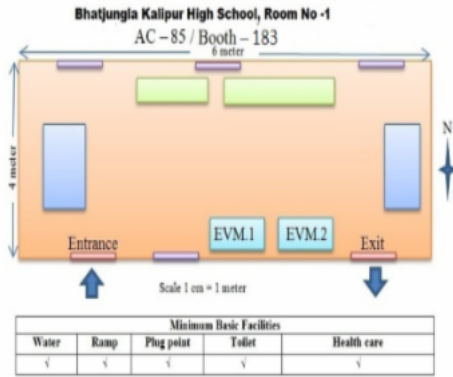 Bhatjungla Kalipur High School, Room No -1
AC – 85 / Booth – 183
6 meter
4 meter
N
EVM.1 EVM.2
Entrance Exit
Scale 1 cm = 1 meter
Minimum Basic Facilities
Water Ramp Plug point Toilet Health care
√ √ √ √ √